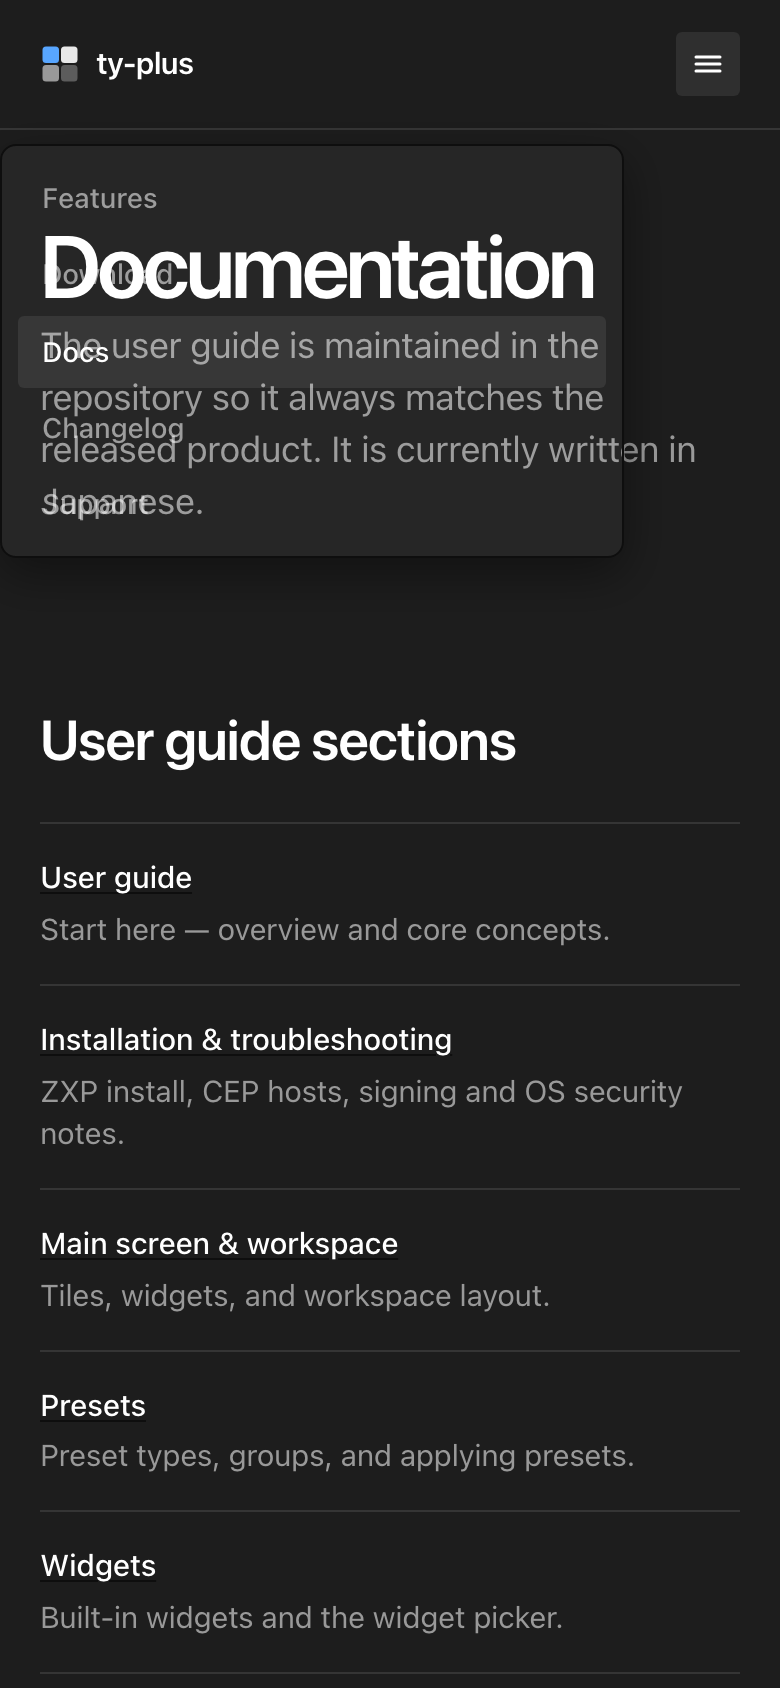 ty-plus
Features
Documentation
Download
The user guide is maintained in the
Docs
repository so it always matches the
Changelog
released product. It is currently written in
Japanese.
Support
User guide sections
User guide
Start here — overview and core concepts.
Installation & troubleshooting
ZXP install, CEP hosts, signing and OS security
notes.
Main screen & workspace
Tiles, widgets, and workspace layout.
Presets
Preset types, groups, and applying presets.
Widgets
Built-in widgets and the widget picker.